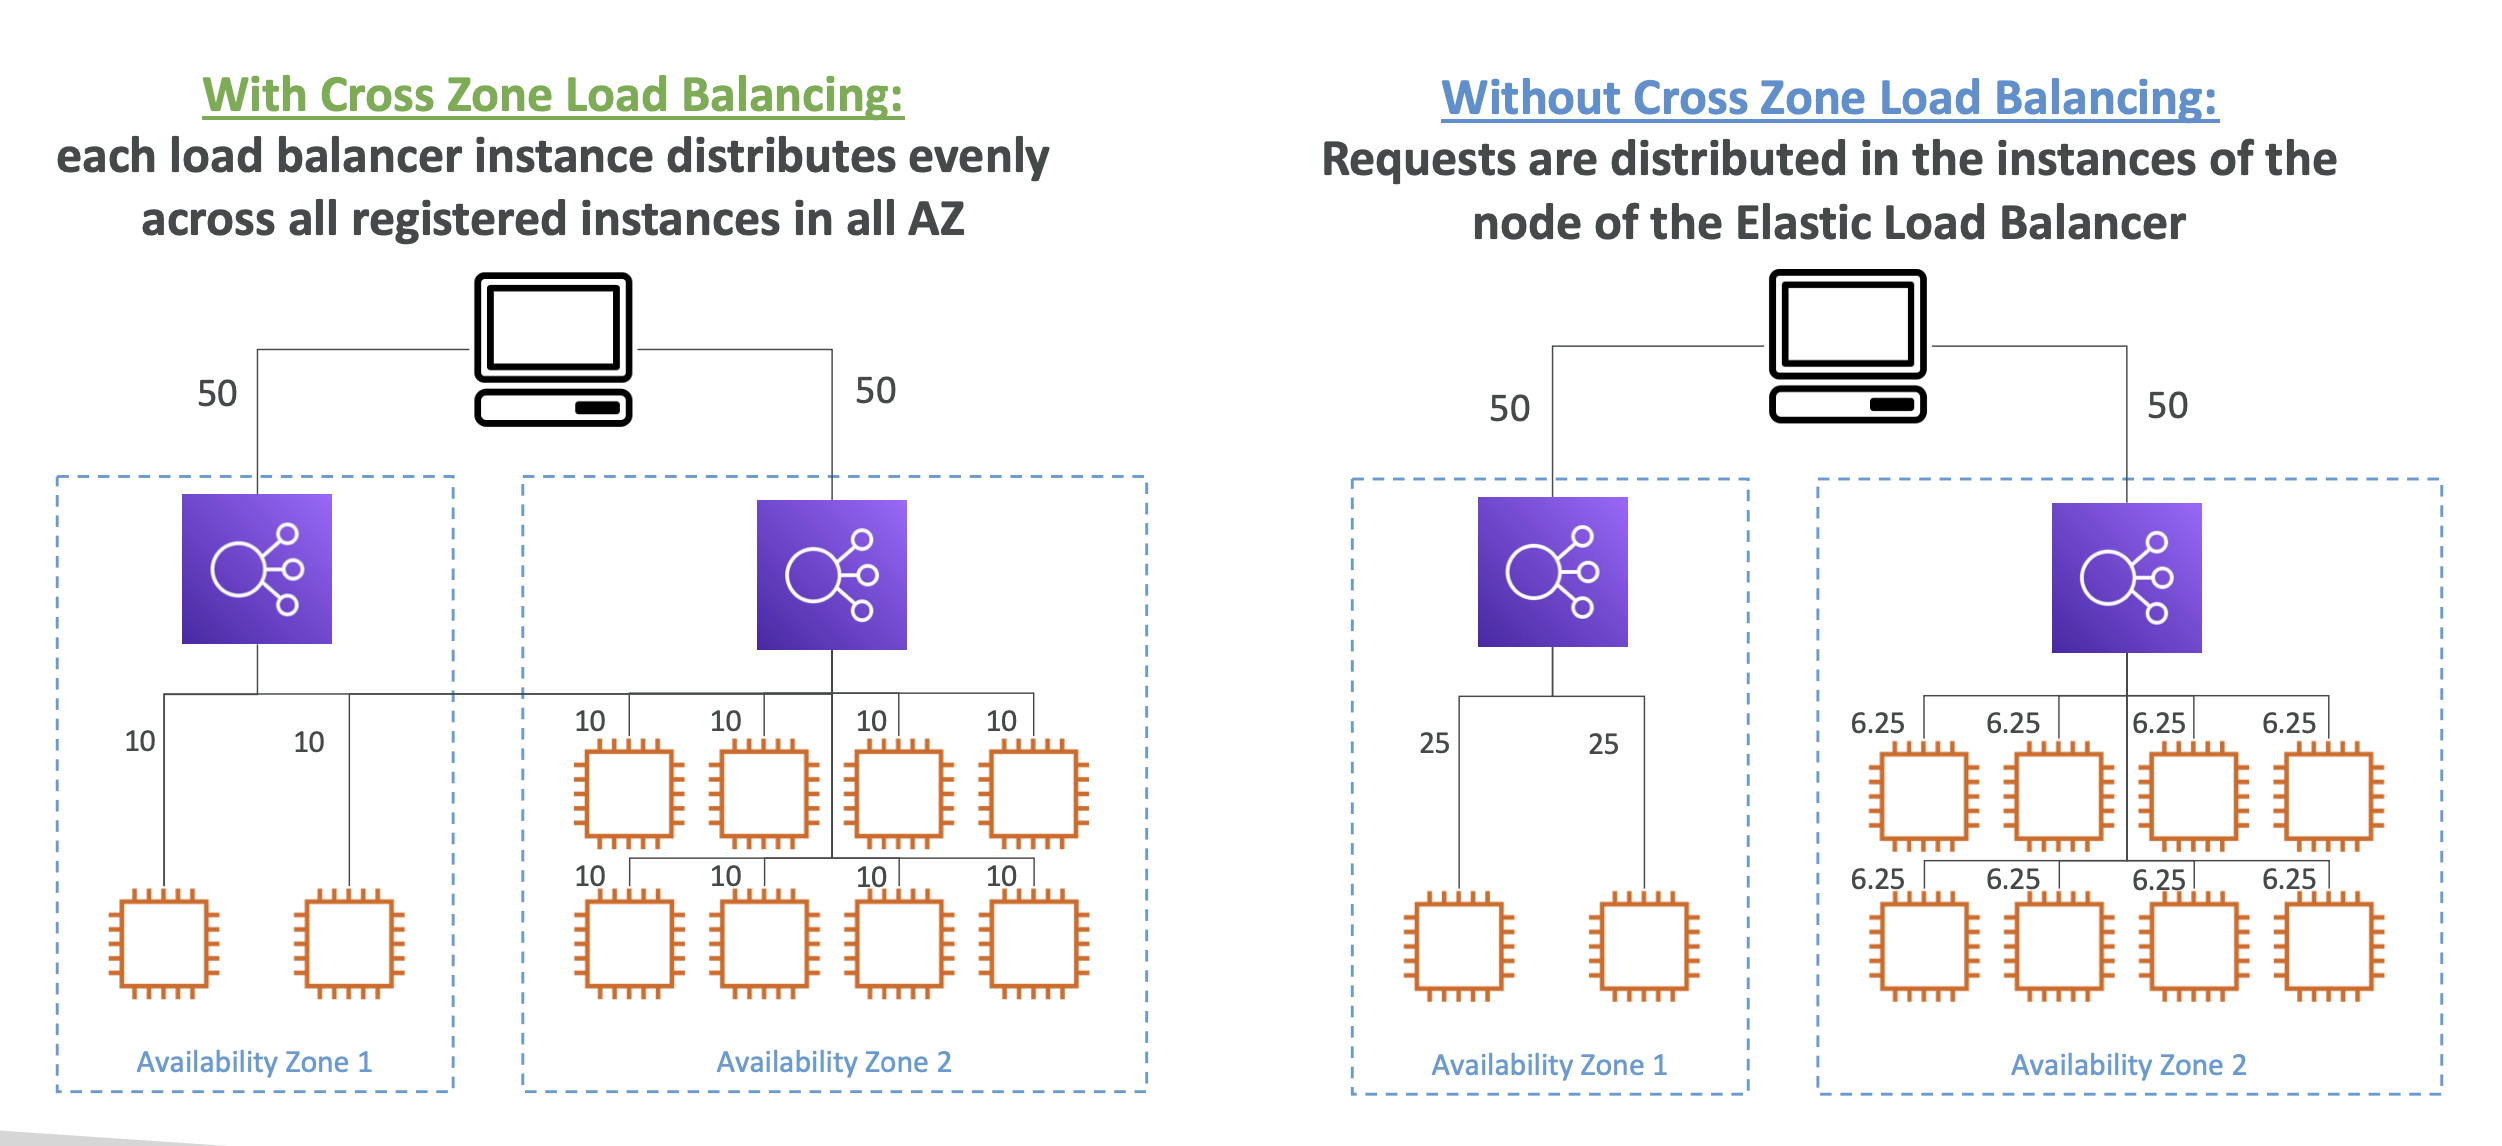 With Cross Zone Load Balancing:
each load balancer instance distributes evenly
across all registered instances in all AZ
50
50
10
10
10
10
10
10
10
10
10
10
Availability Zone 1
Availability Zone 2
Without Cross Zone Load Balancing:
Requests are distributed in the instances of the
node of the Elastic Load Balancer
50
50
25
25
6.25
6.25
6.25
6.25
6.25
6.25
6.25
6.25
Availability Zone 1
Availability Zone 2